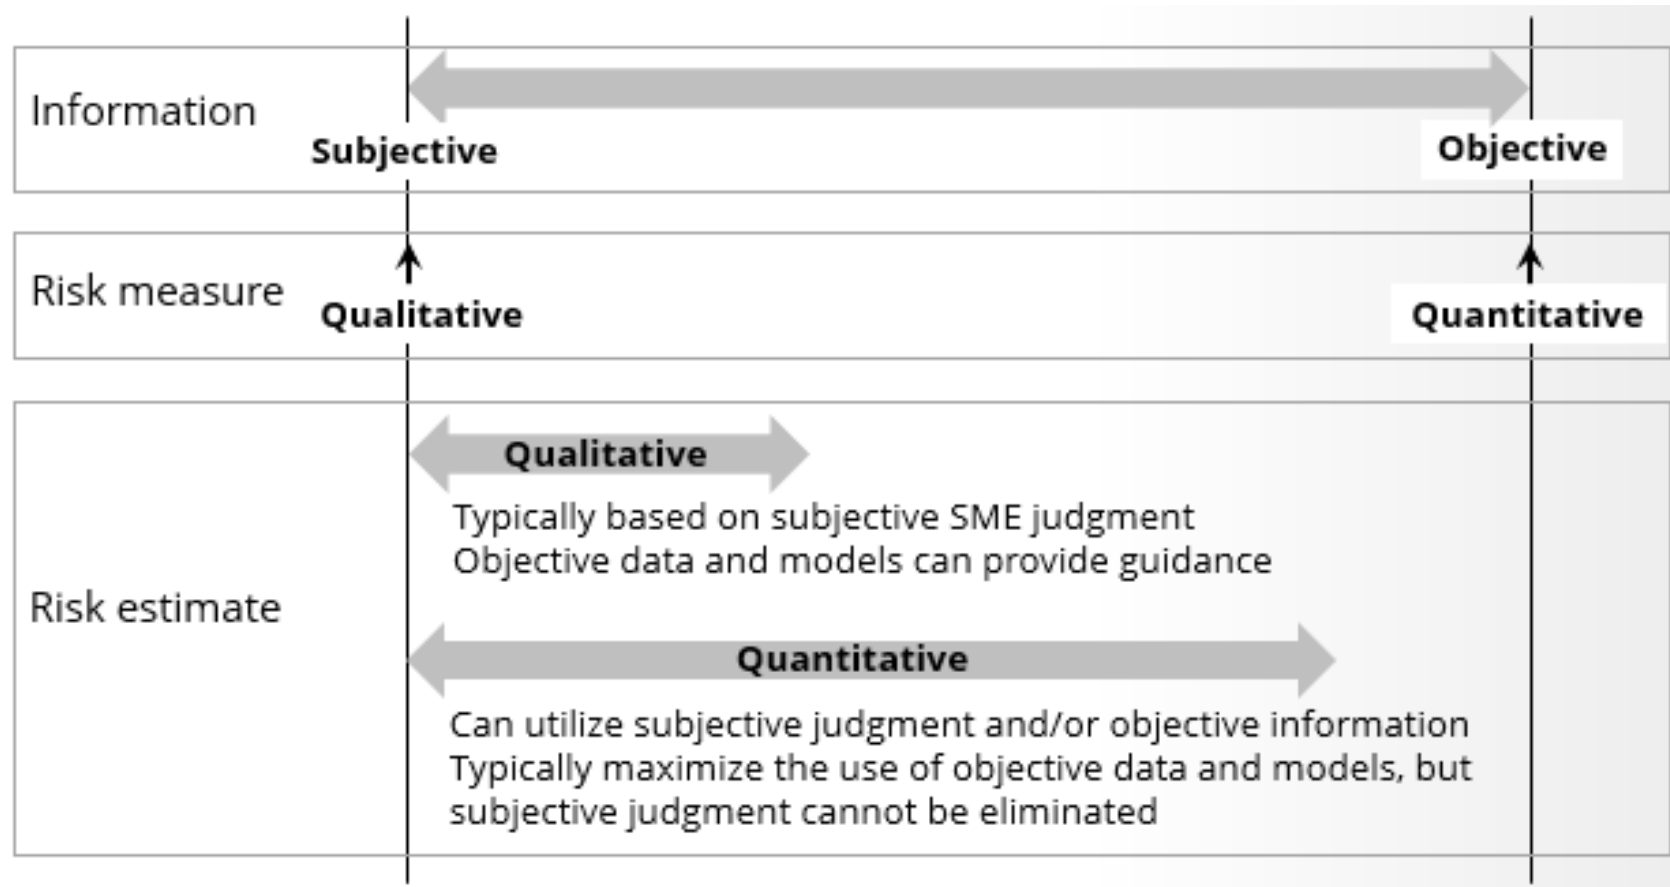 Information
Subjective
Objective
Risk measure
Qualitative
Quantitative
Risk estimate
Qualitative
Typically based on subjective SME judgment
Objective data and models can provide guidance
Quantitative
Can utilize subjective judgment and/or objective information
Typically maximize the use of objective data and models, but
subjective judgment cannot be eliminated